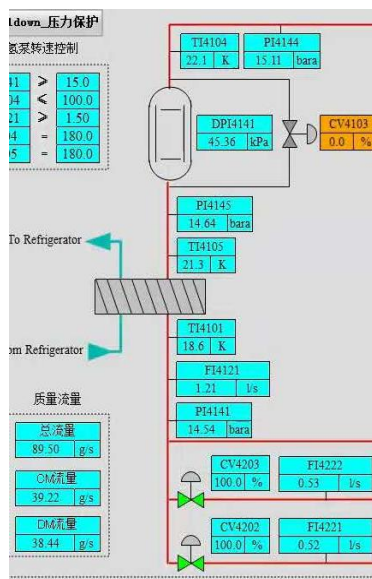 ldown_压力保护
氢泵转速控制
41 ≥ 15.0
04 ≤ 100.0
21 ≥ 1.50
04 = 180.0
05 = 180.0
TI4104
22.1 K
PI4144
15.11 bara
DPI4141
45.36 kPa
CV4103
0.0 %
PI4145
14.64 bara
To Refrigerator
TI4105
21.3 K
om Refrigerator
TI4101
18.6 K
FI4121
1.21 l/s
PI4141
14.54 bara
质量流量
总流量
89.50 g/s
CM流量
39.22 g/s
DM流量
38.44 g/s
CV4203
100.0 %
FI4222
0.53 l/s
CV4202
100.0 %
FI4221
0.52 l/s